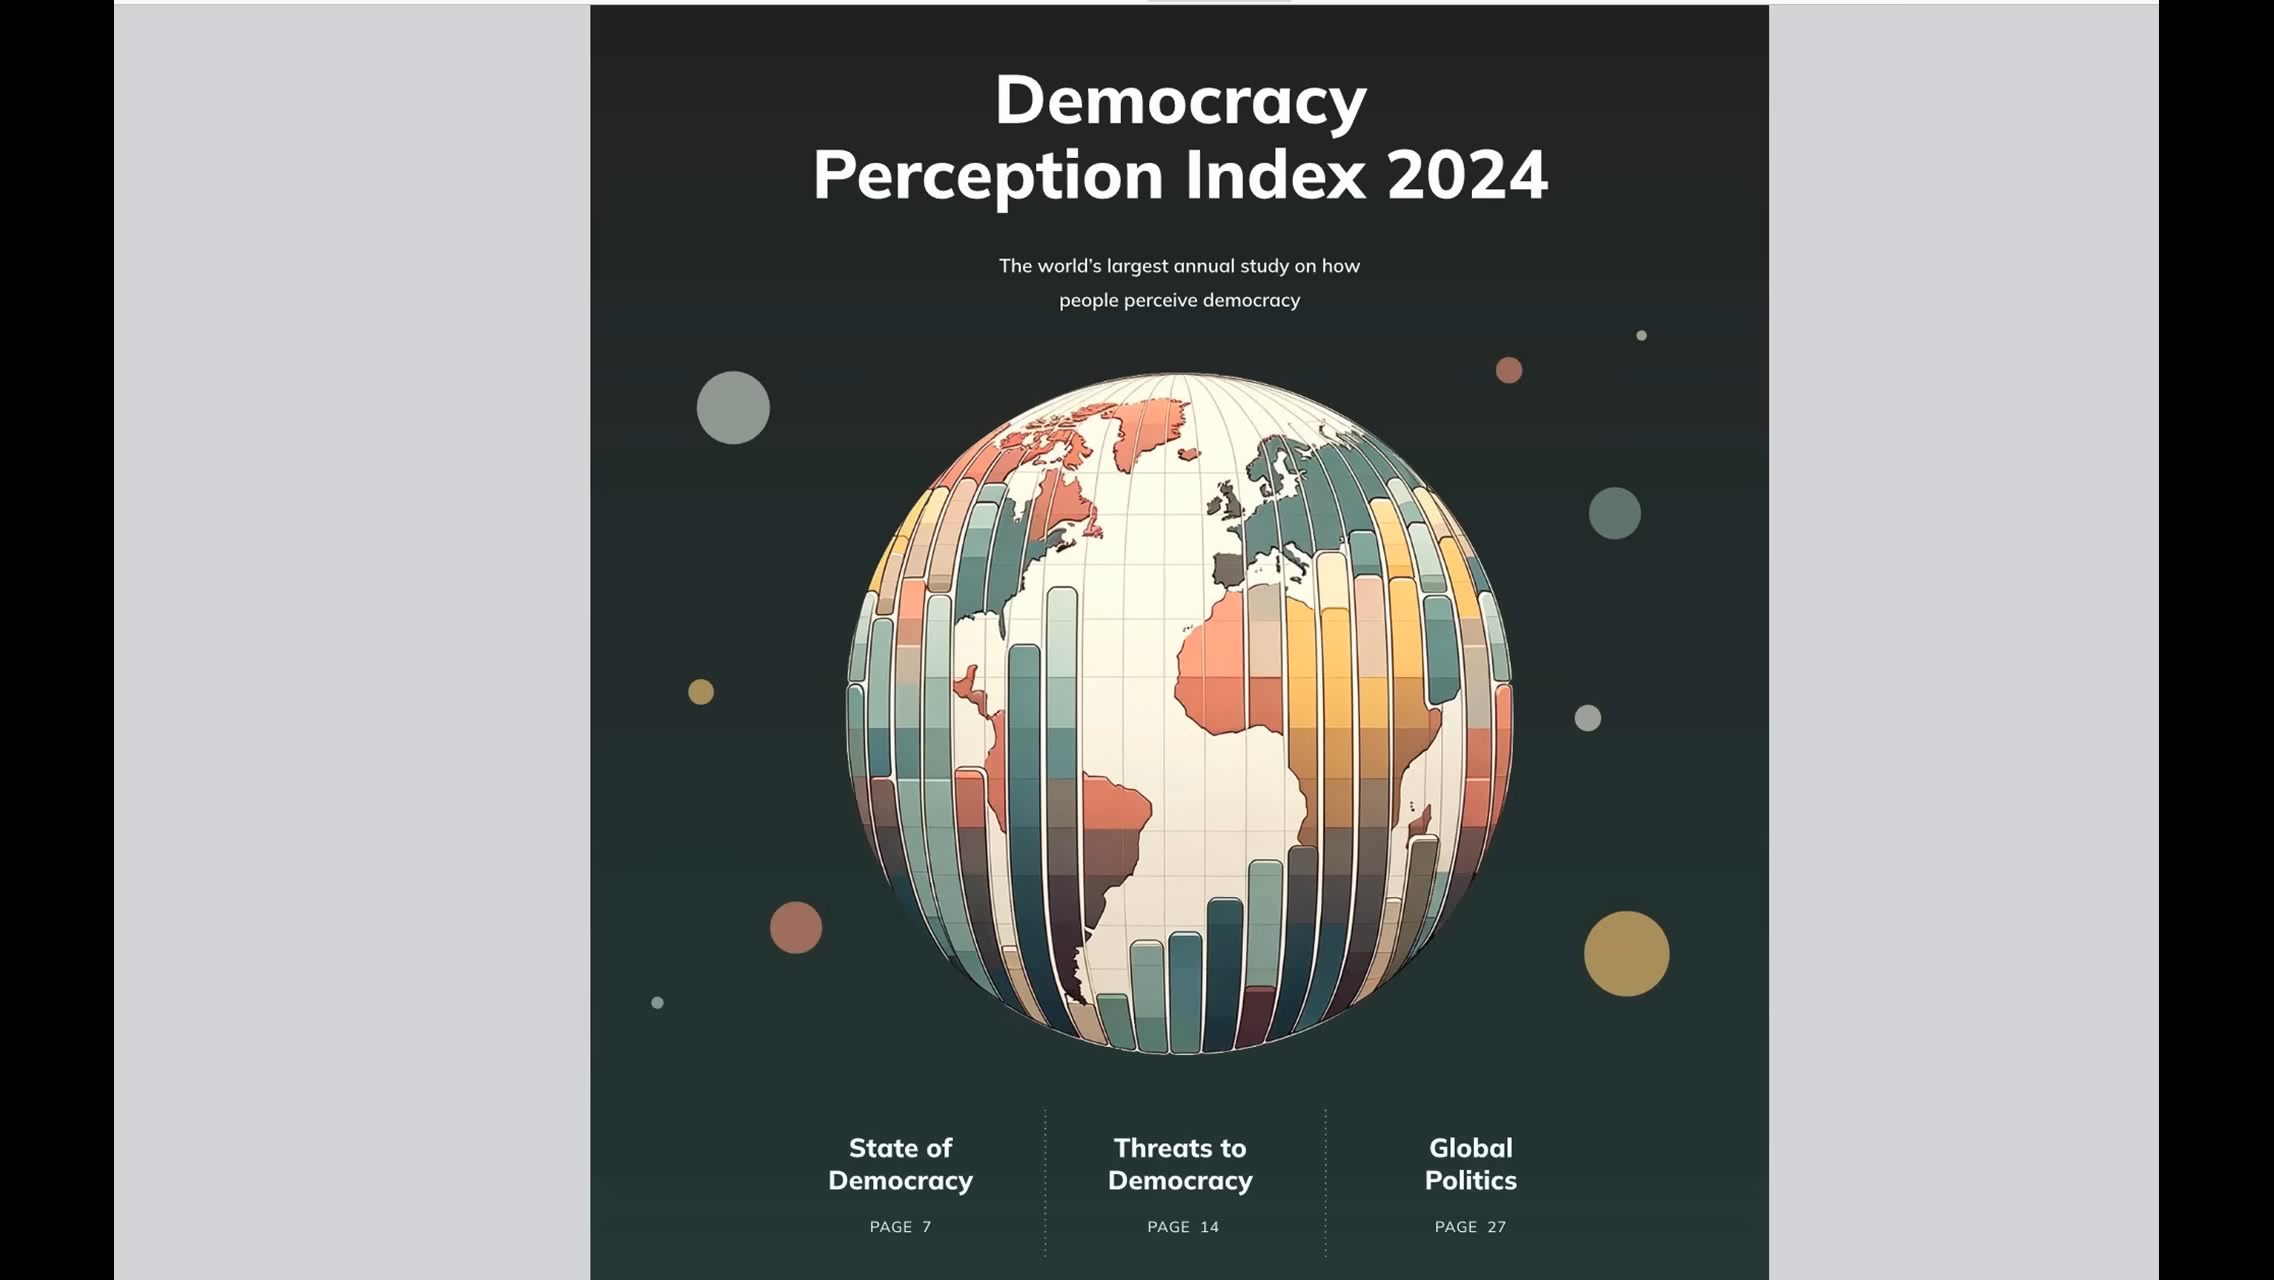 Democracy
Perception Index 2024
The world's largest annual study on how
people perceive democracy
State of
Democracy
PAGE 7
Threats to
Democracy
PAGE 14
Global
Politics
PAGE 27